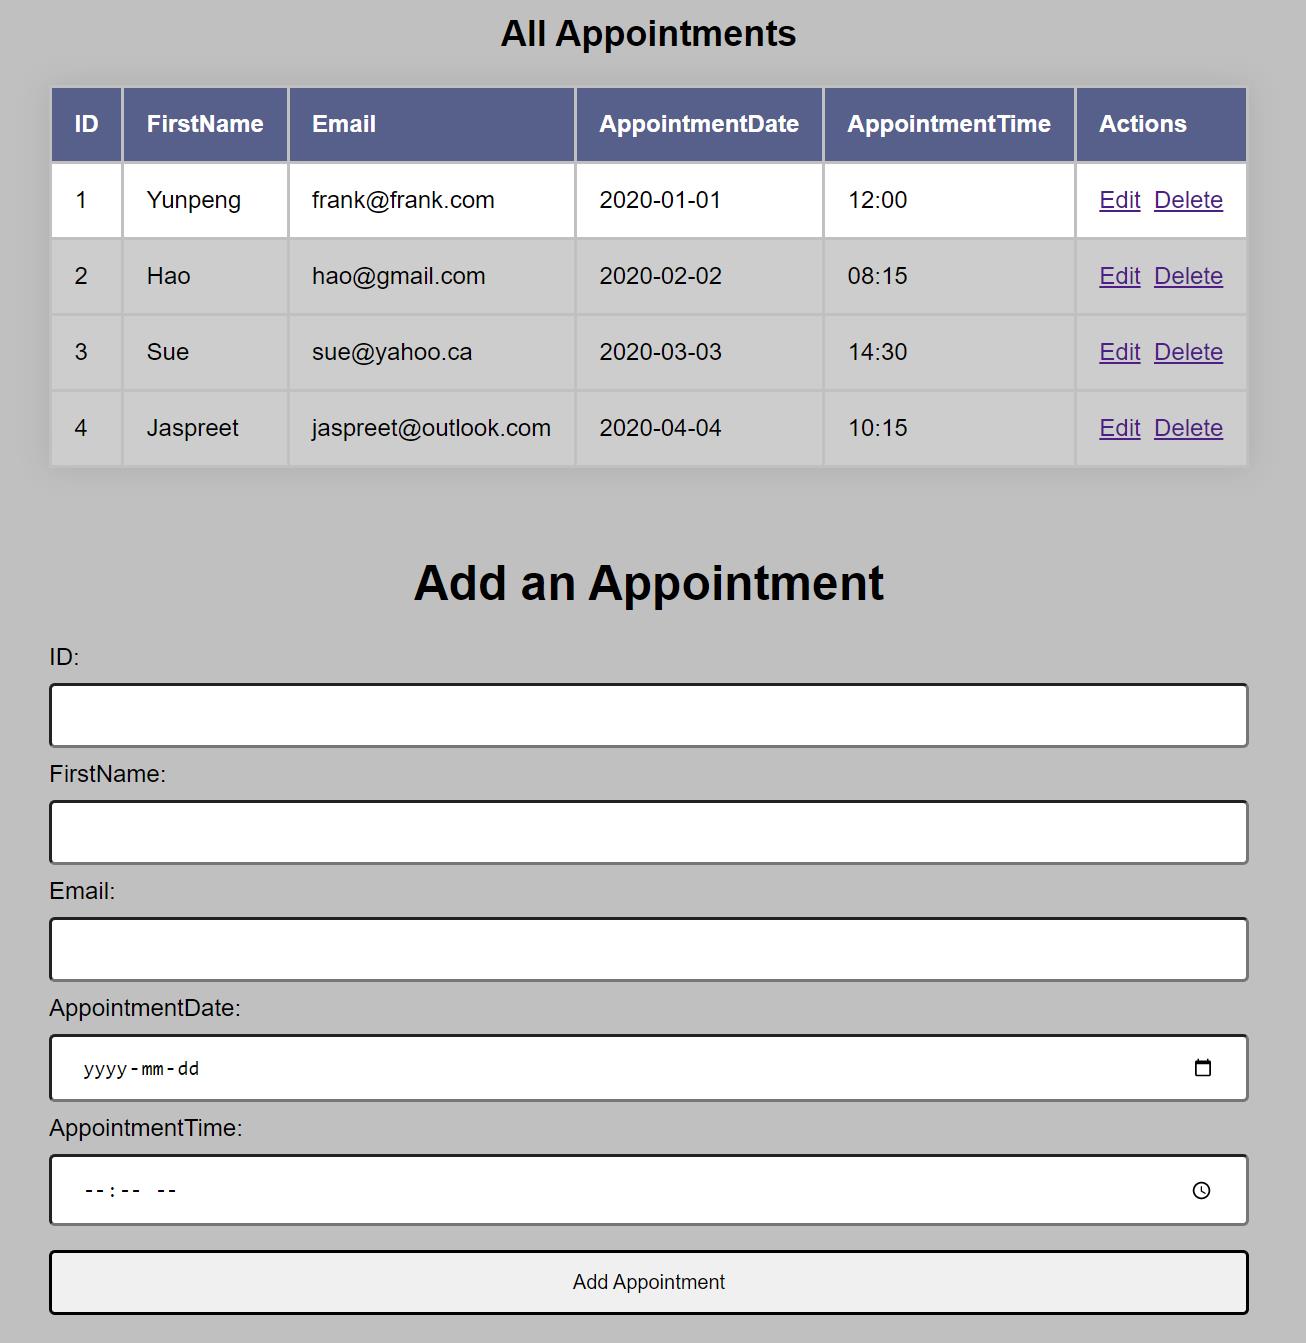 All Appointments
ID FirstName Email AppointmentDate AppointmentTime Actions
1 Yunpeng frank@frank.com 2020-01-01 12:00 Edit Delete
2 Hao hao@gmail.com 2020-02-02 08:15 Edit Delete
3 Sue sue@yahoo.ca 2020-03-03 14:30 Edit Delete
4 Jaspreet jaspreet@outlook.com 2020-04-04 10:15 Edit Delete
Add an Appointment
ID:
FirstName:
Email:
AppointmentDate:
yyyy-mm-dd
AppointmentTime:
--:-- --
Add Appointment